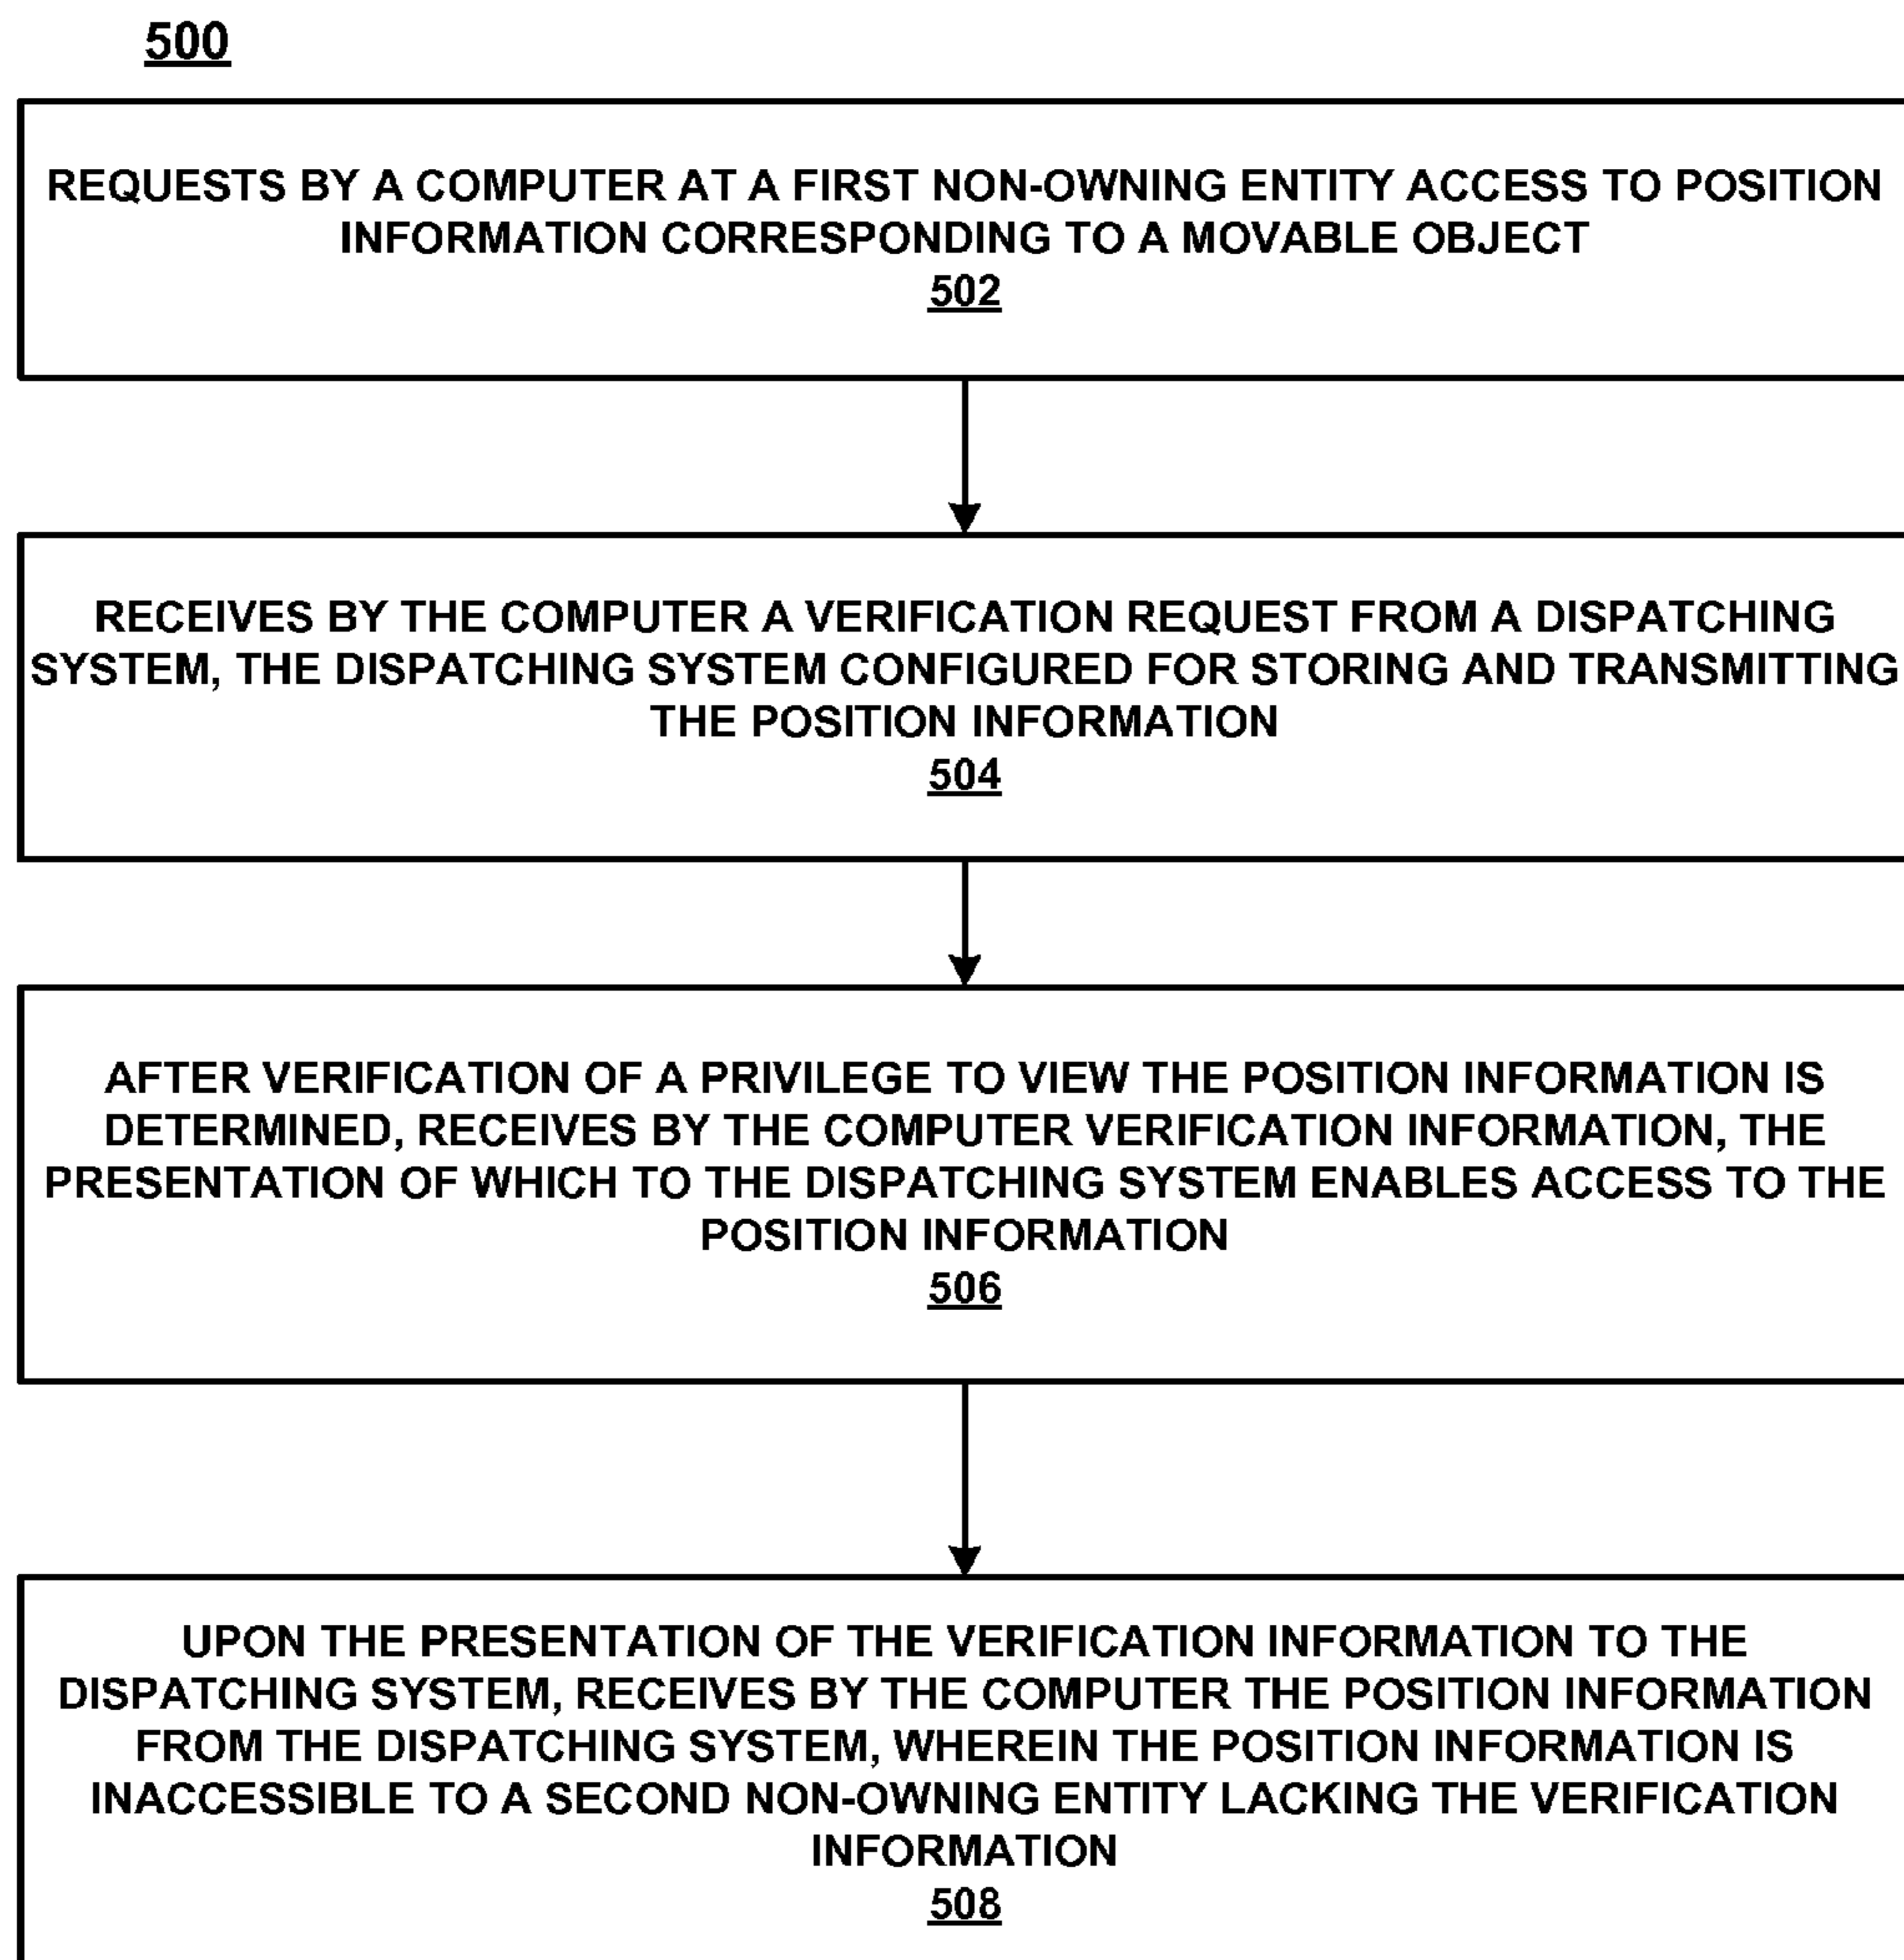 500
REQUESTS BY A COMPUTER AT A FIRST NON-OWNING ENTITY ACCESS TO POSITION
INFORMATION CORRESPONDING TO A MOVABLE OBJECT
502
RECEIVES BY THE COMPUTER A VERIFICATION REQUEST FROM A DISPATCHING
SYSTEM, THE DISPATCHING SYSTEM CONFIGURED FOR STORING AND TRANSMITTING
THE POSITION INFORMATION
504
AFTER VERIFICATION OF A PRIVILEGE TO VIEW THE POSITION INFORMATION IS
DETERMINED, RECEIVES BY THE COMPUTER VERIFICATION INFORMATION, THE
PRESENTATION OF WHICH TO THE DISPATCHING SYSTEM ENABLES ACCESS TO THE
POSITION INFORMATION
506
UPON THE PRESENTATION OF THE VERIFICATION INFORMATION TO THE
DISPATCHING SYSTEM, RECEIVES BY THE COMPUTER THE POSITION INFORMATION
FROM THE DISPATCHING SYSTEM, WHEREIN THE POSITION INFORMATION IS
INACCESSIBLE TO A SECOND NON-OWNING ENTITY LACKING THE VERIFICATION
INFORMATION
508